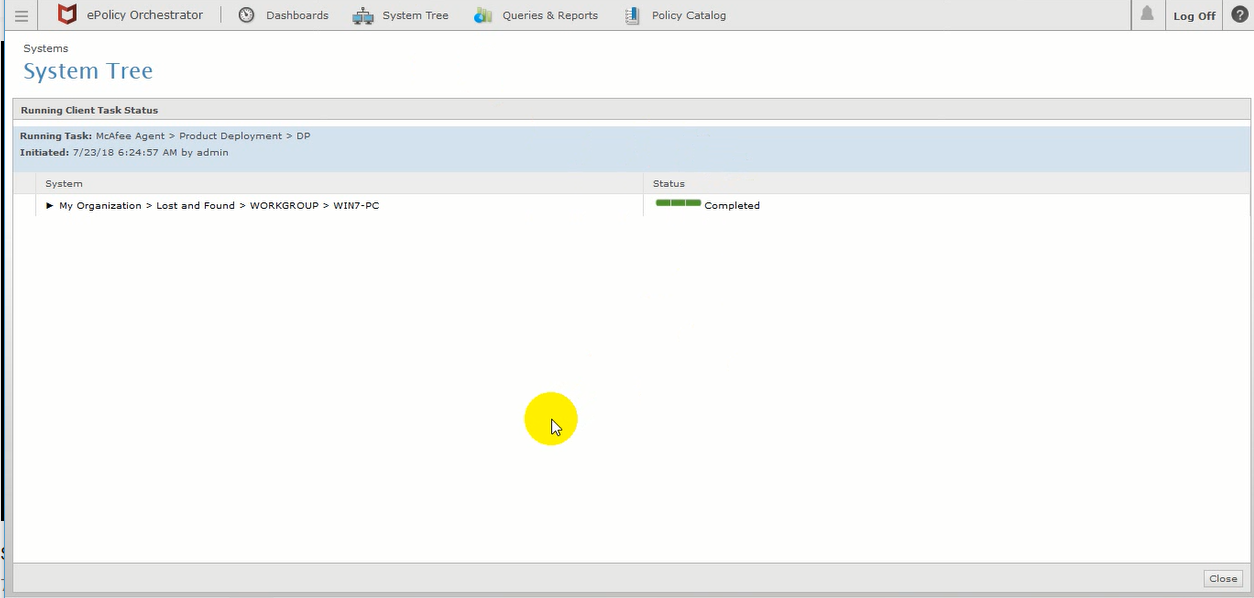 ePolicy Orchestrator Dashboards System Tree Queries & Reports Policy Catalog Log Off ?
Systems
System Tree
Running Client Task Status
Running Task: McAfee Agent > Product Deployment > DP
Initiated: 7/23/18 6:24:57 AM by admin
System Status
► My Organization > Lost and Found > WORKGROUP > WIN7-PC Completed
Close